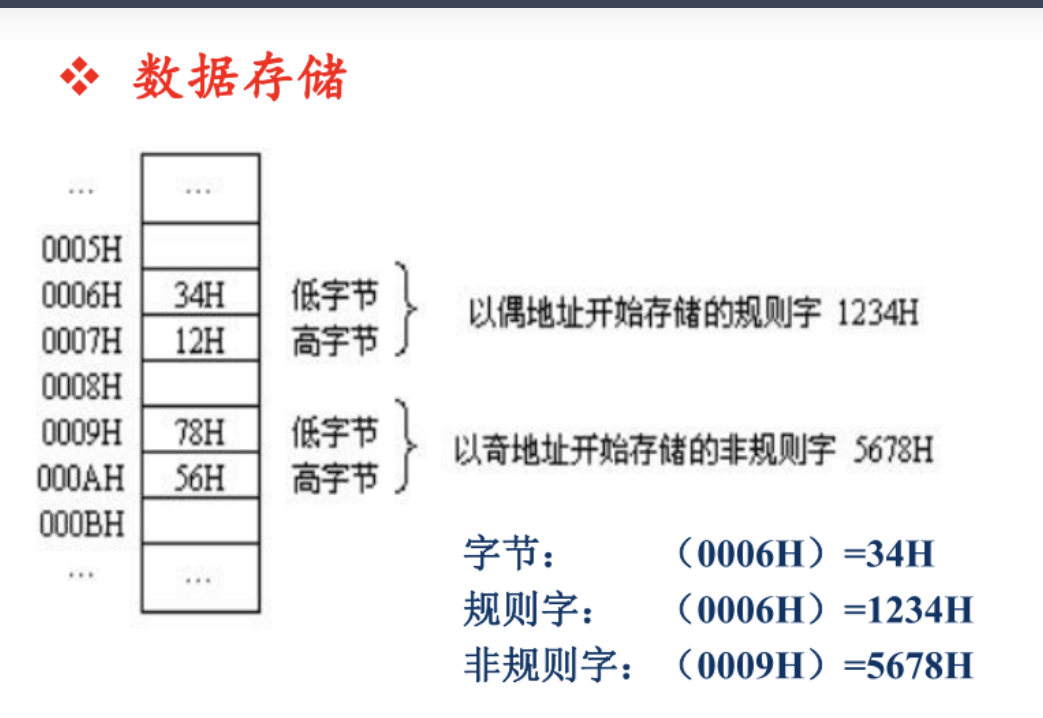 ❖ 数据存储
... ...
0005H
0006H 34H 低字节
以偶地址开始存储的规则字 1234H
0007H 12H 高字节
0008H
0009H 78H 低字节
以奇地址开始存储的非规则字 5678H
000AH 56H 高字节
000BH
... ...
字节： （0006H）=34H
规则字： （0006H）=1234H
非规则字： （0009H）=5678H